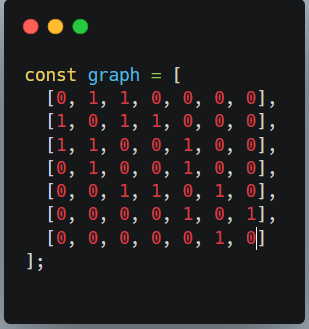 const graph = [
  [0, 1, 1, 0, 0, 0, 0],
  [1, 0, 1, 1, 0, 0, 0],
  [1, 1, 0, 0, 1, 0, 0],
  [0, 1, 0, 0, 1, 0, 0],
  [0, 0, 1, 1, 0, 1, 0],
  [0, 0, 0, 0, 1, 0, 1],
  [0, 0, 0, 0, 0, 1, 0]
];